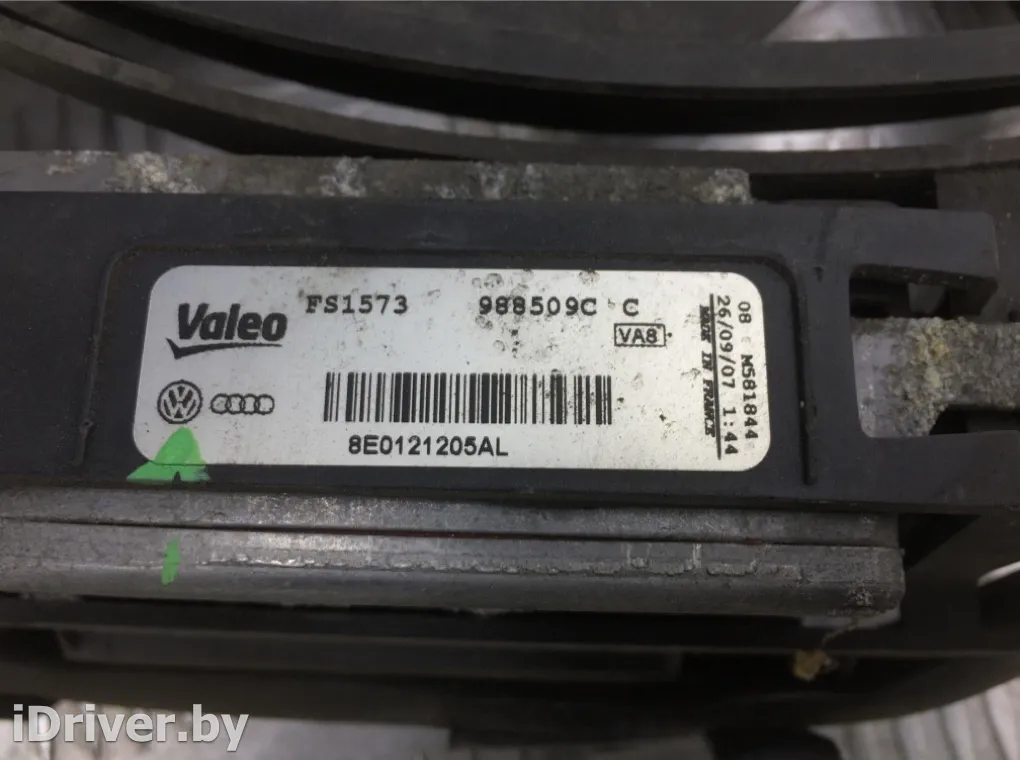 Valeo FS1573 988509C C
VA8
8E0121205AL
08 M581844
26/09/07 1:44
MADE IN FRANCE
iDriver.by